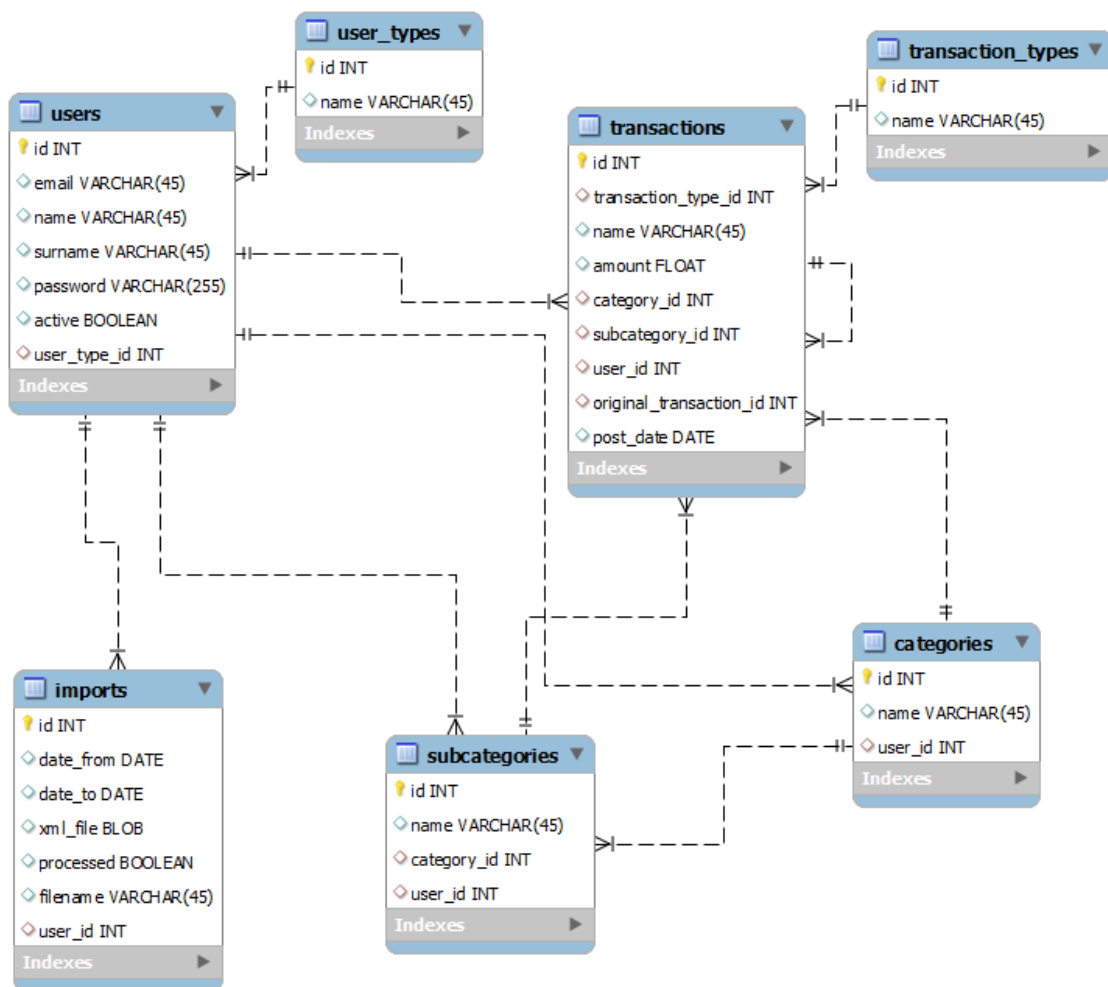 user_types
id INT
name VARCHAR(45)
Indexes
transaction_types
id INT
name VARCHAR(45)
Indexes
users
id INT
email VARCHAR(45)
name VARCHAR(45)
surname VARCHAR(45)
password VARCHAR(255)
active BOOLEAN
user_type_id INT
Indexes
transactions
id INT
transaction_type_id INT
name VARCHAR(45)
amount FLOAT
category_id INT
subcategory_id INT
user_id INT
original_transaction_id INT
post_date DATE
Indexes
categories
id INT
name VARCHAR(45)
user_id INT
Indexes
imports
id INT
date_from DATE
date_to DATE
xml_file BLOB
processed BOOLEAN
filename VARCHAR(45)
user_id INT
Indexes
subcategories
id INT
name VARCHAR(45)
category_id INT
user_id INT
Indexes